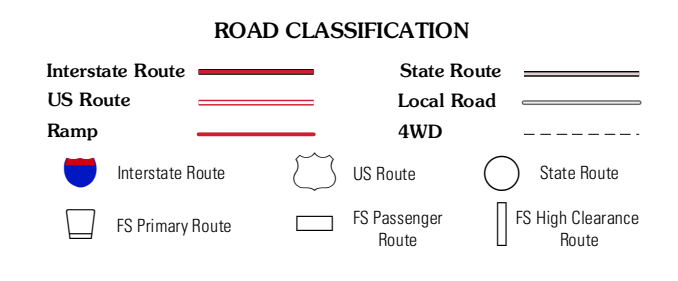 ROAD CLASSIFICATION
Interstate Route
State Route
US Route
Local Road
Ramp
4WD
Interstate Route
US Route
State Route
FS Primary Route
FS Passenger
Route
FS High Clearance
Route